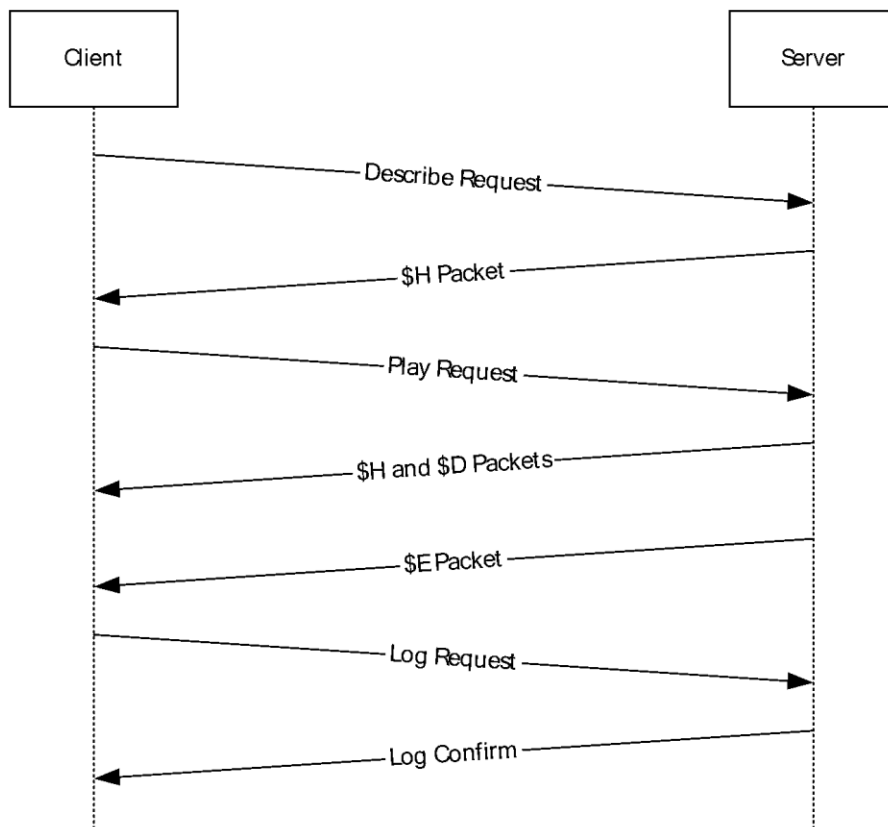 Client
Server
Describe Request
$H Packet
Play Request
$H and $D Packets
$E Packet
Log Request
Log Confirm